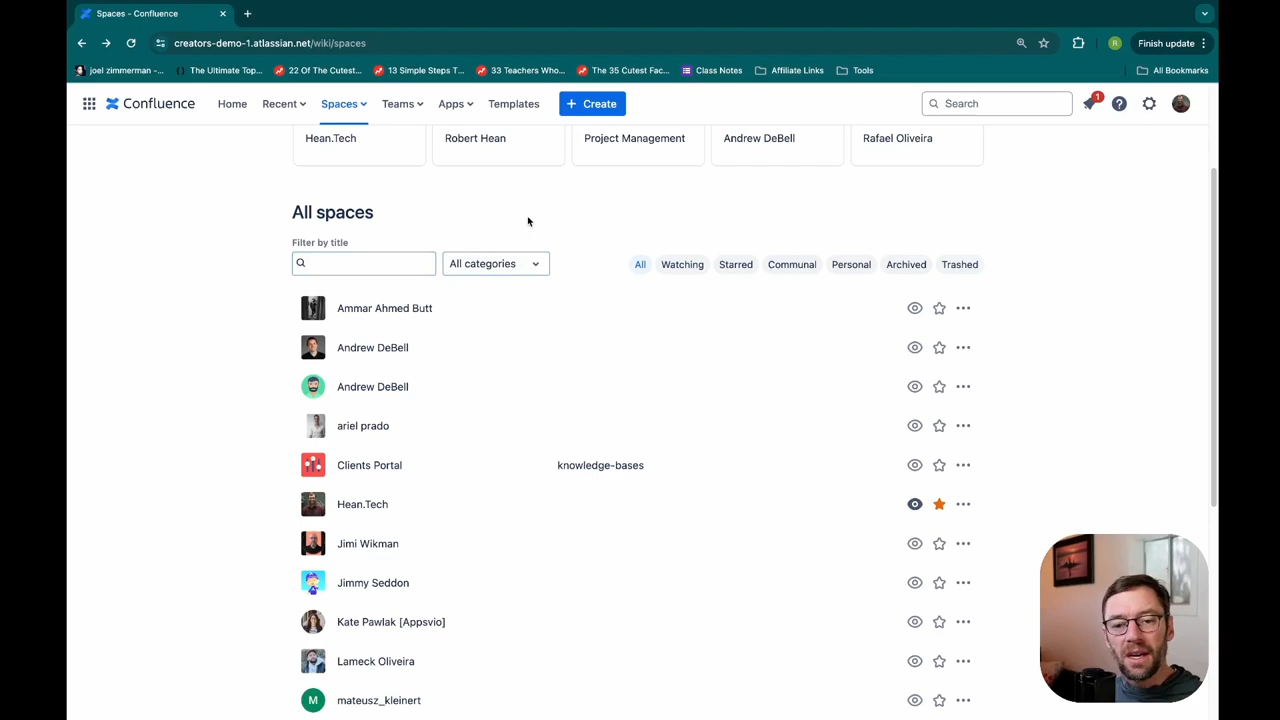 Spaces - Confluence
creators-demo-1.atlassian.net/wiki/spaces
R
Finish update
joel zimmerman -...
The Ultimate Top...
22 Of The Cutest...
13 Simple Steps T...
33 Teachers Who...
The 35 Cutest Fac...
Class Notes
Affiliate Links
Tools
All Bookmarks
Confluence
Home
Recent
Spaces
Teams
Apps
Templates
+ Create
Search
1
Hean.Tech
Robert Hean
Project Management
Andrew DeBell
Rafael Oliveira
All spaces
Filter by title
All categories
All
Watching
Starred
Communal
Personal
Archived
Trashed
Ammar Ahmed Butt
Andrew DeBell
Andrew DeBell
ariel prado
Clients Portal
knowledge-bases
Hean.Tech
Jimi Wikman
Jimmy Seddon
Kate Pawlak [Appsvio]
Lameck Oliveira
M
mateusz_kleinert